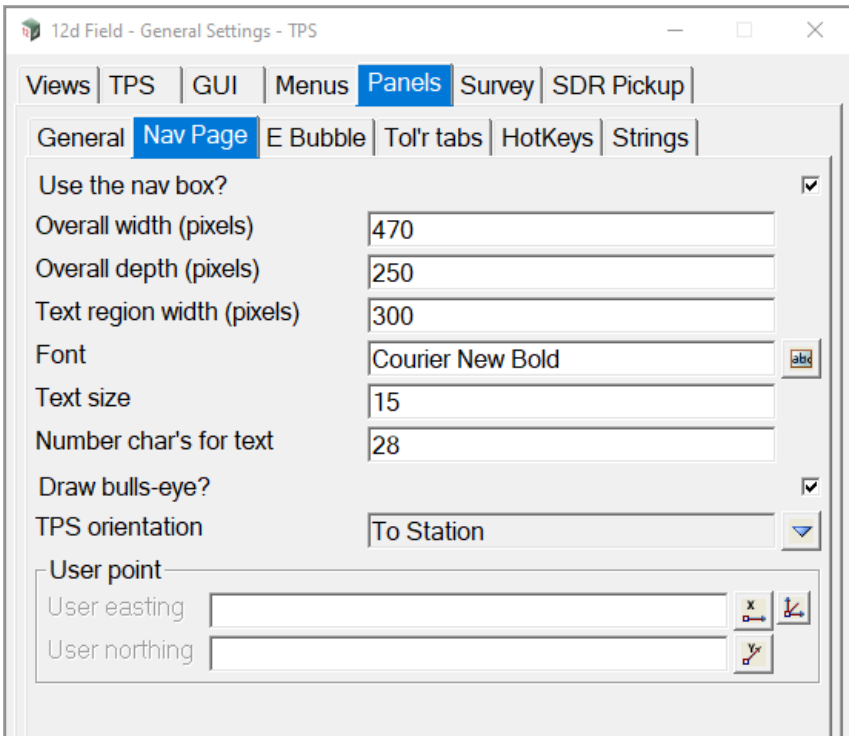 12d Field - General Settings - TPS
Views TPS GUI Menus Panels Survey SDR Pickup
General Nav Page E Bubble Tol'r tabs HotKeys Strings
Use the nav box?
Overall width (pixels) 470
Overall depth (pixels) 250
Text region width (pixels) 300
Font Courier New Bold abc
Text size 15
Number char's for text 28
Draw bulls-eye?
TPS orientation To Station
User point
User easting X
User northing Y